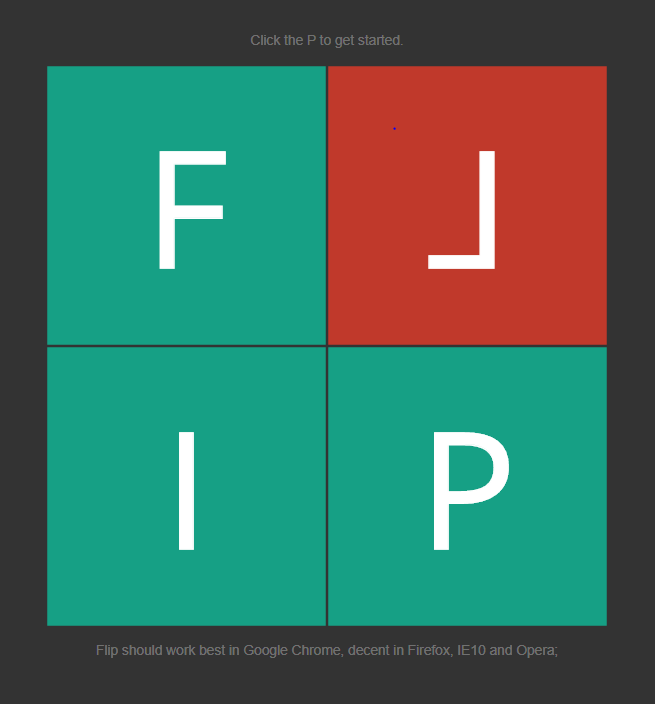 Click the P to get started.
F L
I P
Flip should work best in Google Chrome, decent in Firefox, IE10 and Opera;